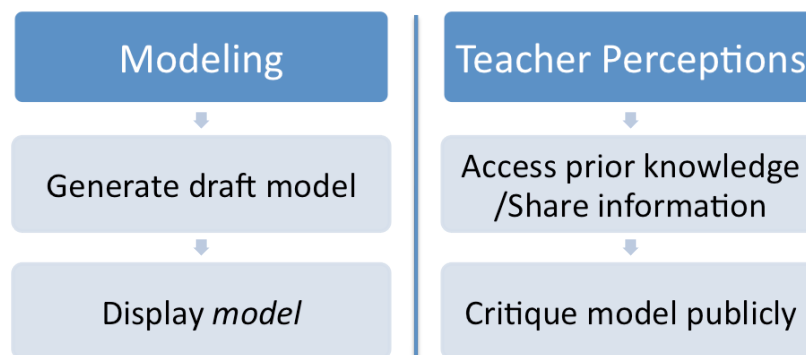 Modeling
Generate draft model
Display model
Teacher Perceptions
Access prior knowledge
/Share information
Critique model publicly